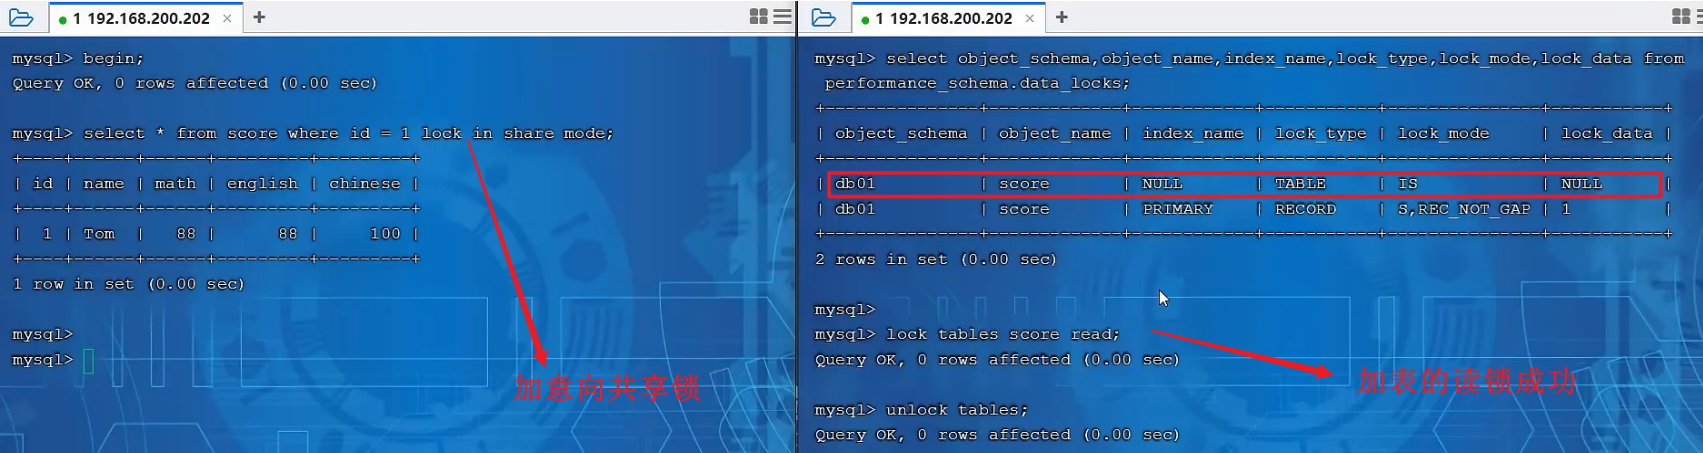 1 192.168.200.202 × +
mysql> begin;
Query OK, 0 rows affected (0.00 sec)
mysql> select * from score where id = 1 lock in share mode;
+----+------+------+---------+---------+
| id | name | math | english | chinese |
+----+------+------+---------+---------+
| 1 | Tom | 88 | 88 | 100 |
+----+------+------+---------+---------+
1 row in set (0.00 sec)
mysql>
mysql>
加意向共享锁
1 192.168.200.202 × +
mysql> select object_schema,object_name,index_name,lock_type,lock_mode,lock_data from
performance_schema.data_locks;
+---------------+-------------+------------+-----------+---------------+-----------+
| object_schema | object_name | index_name | lock_type | lock_mode | lock_data |
+---------------+-------------+------------+-----------+---------------+-----------+
| db01 | score | NULL | TABLE | IS | NULL |
| db01 | score | PRIMARY | RECORD | S,REC_NOT_GAP | 1 |
+---------------+-------------+------------+-----------+---------------+-----------+
2 rows in set (0.00 sec)
mysql>
mysql> lock tables score read;
Query OK, 0 rows affected (0.00 sec)
加表的读锁成功
mysql> unlock tables;
Query OK, 0 rows affected (0.00 sec)